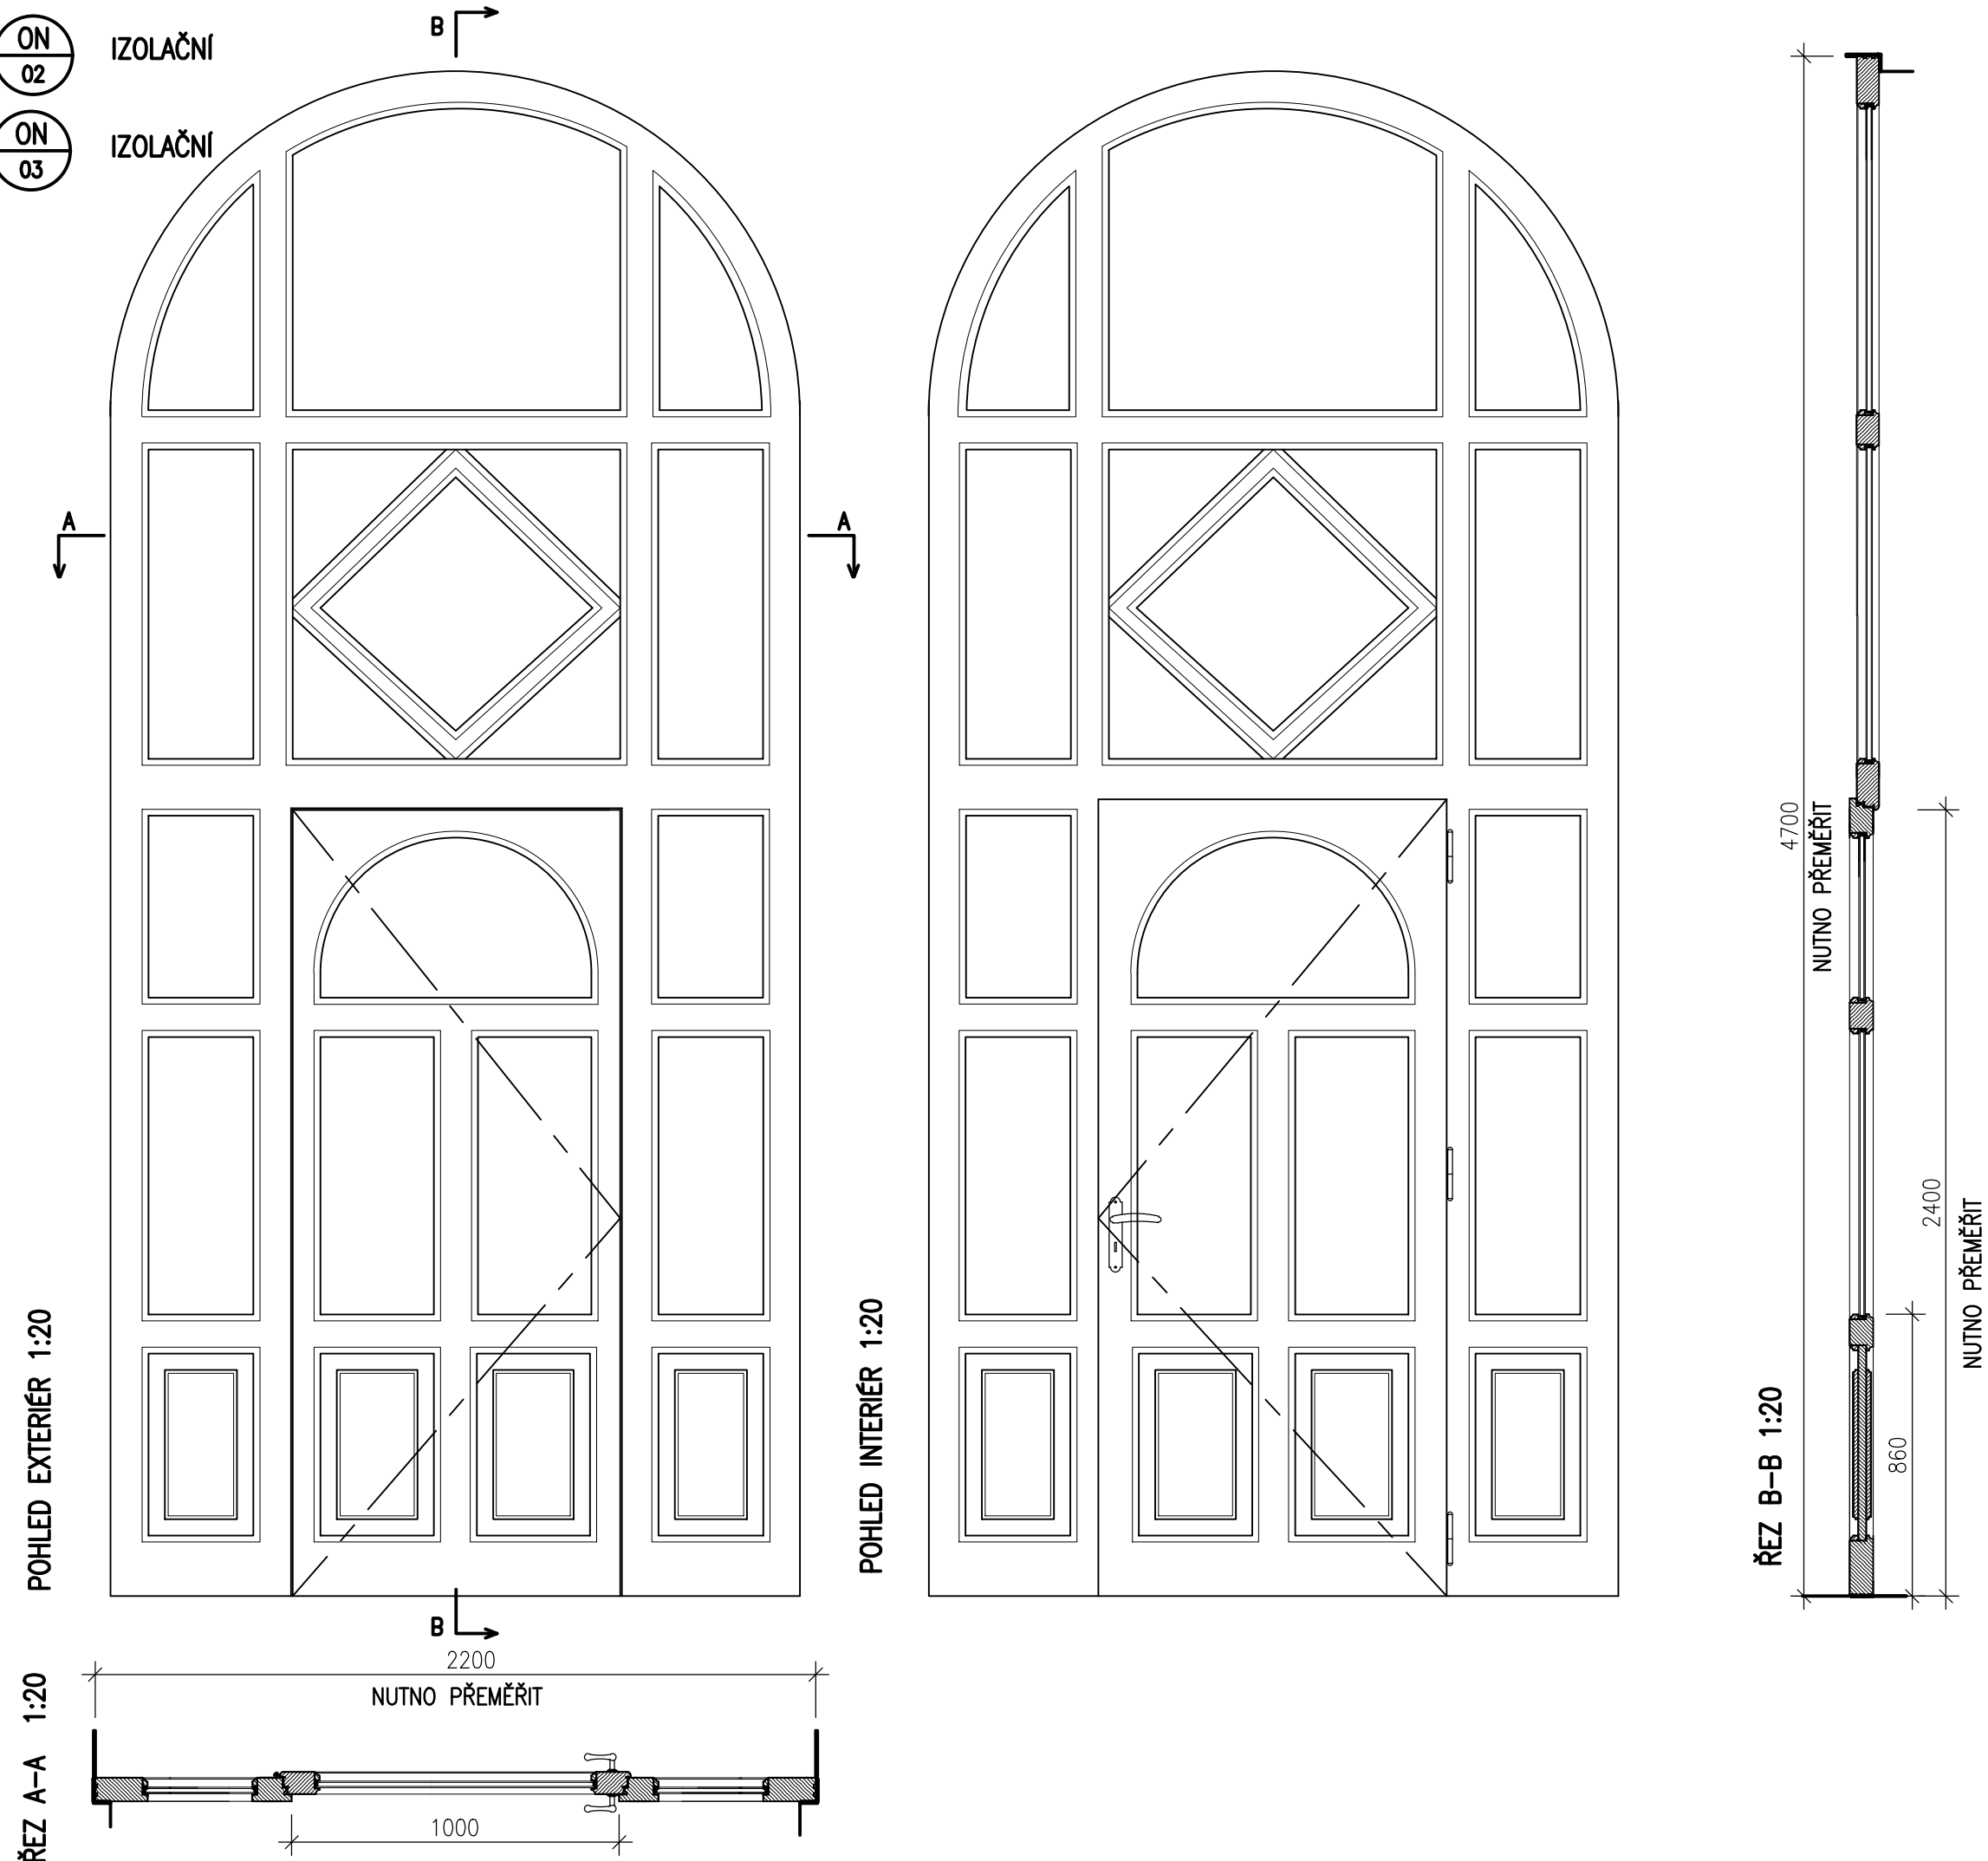 ON
02
IZOLAČNÍ
ON
03
IZOLAČNÍ
B
A
A
B
POHLED EXTERIÉR 1:20
POHLED INTERIÉR 1:20
ŘEZ B-B 1:20
4700
NUTNO PŘEMĚŘIT
2400
NUTNO PŘEMĚŘIT
860
2200
NUTNO PŘEMĚŘIT
1000
ŘEZ A-A 1:20